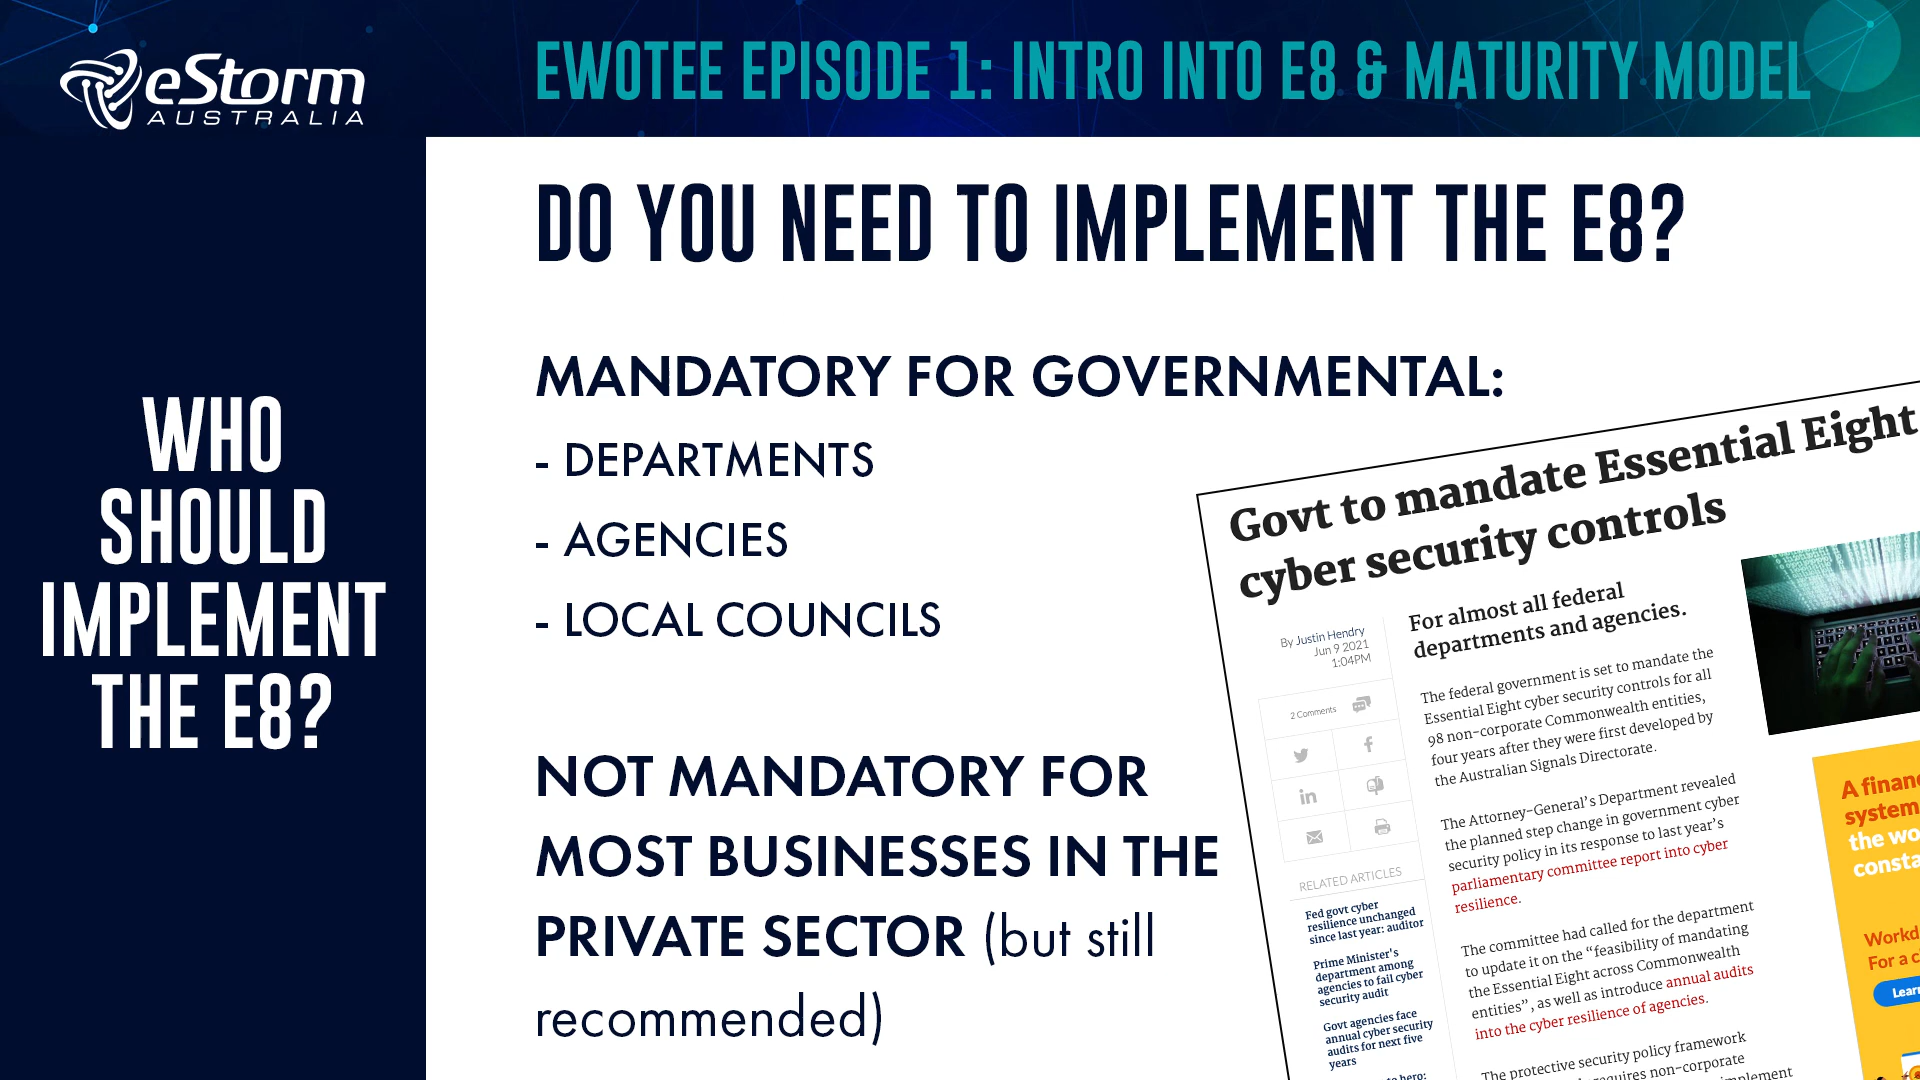 eStorm
AUSTRALIA
EWOTEE EPISODE 1: INTRO INTO E8 & MATURITY MODEL
WHO
SHOULD
IMPLEMENT
THE E8?
DO YOU NEED TO IMPLEMENT THE E8?
MANDATORY FOR GOVERNMENTAL:
- DEPARTMENTS
- AGENCIES
- LOCAL COUNCILS
NOT MANDATORY FOR
MOST BUSINESSES IN THE
PRIVATE SECTOR (but still
recommended)
Govt to mandate Essential Eight
cyber security controls
By Justin Hendry
Jun 9 2021
1:04PM
2 Comments
RELATED ARTICLES
Fed govt cyber
resilience unchanged
since last year: auditor
Prime Minister's
department among
agencies to fail cyber
security audit
Govt agencies face
annual cyber security
audits for next five
years
to hero:
For almost all federal
departments and agencies.
The federal government is set to mandate the
Essential Eight cyber security controls for all
98 non-corporate Commonwealth entities,
four years after they were first developed by
the Australian Signals Directorate.
The Attorney-General's Department revealed
the planned step change in government cyber
security policy in its response to last year's
parliamentary committee report into cyber
resilience.
The committee had called for the department
to update it on the "feasibility of mandating
the Essential Eight across Commonwealth
entities", as well as introduce annual audits
into the cyber resilience of agencies.
The protective security policy framework
requires non-corporate
implement
A
system
the
For a